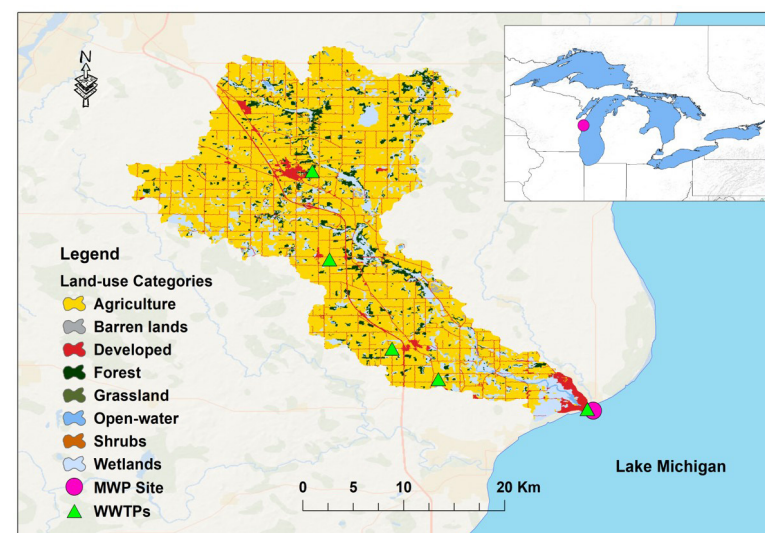 N
Legend
Land-use Categories
Agriculture
Barren lands
Developed
Forest
Grassland
Open-water
Shrubs
Wetlands
MWP Site
WWTPs
0 5 10 20 Km
Lake Michigan